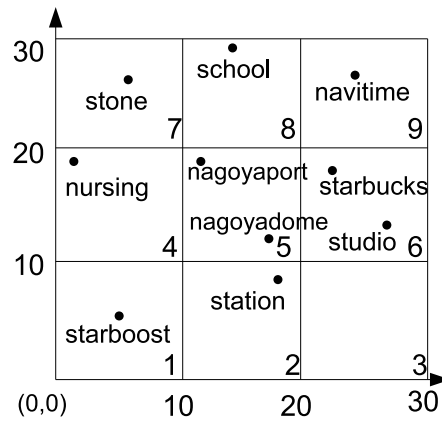 30
school
navitime
stone
7
8
9
20
nursing
nagoyaport
starbucks
nagoyadome
studio
4
5
6
10
station
starboost
1
2
3
(0,0)
10
20
30